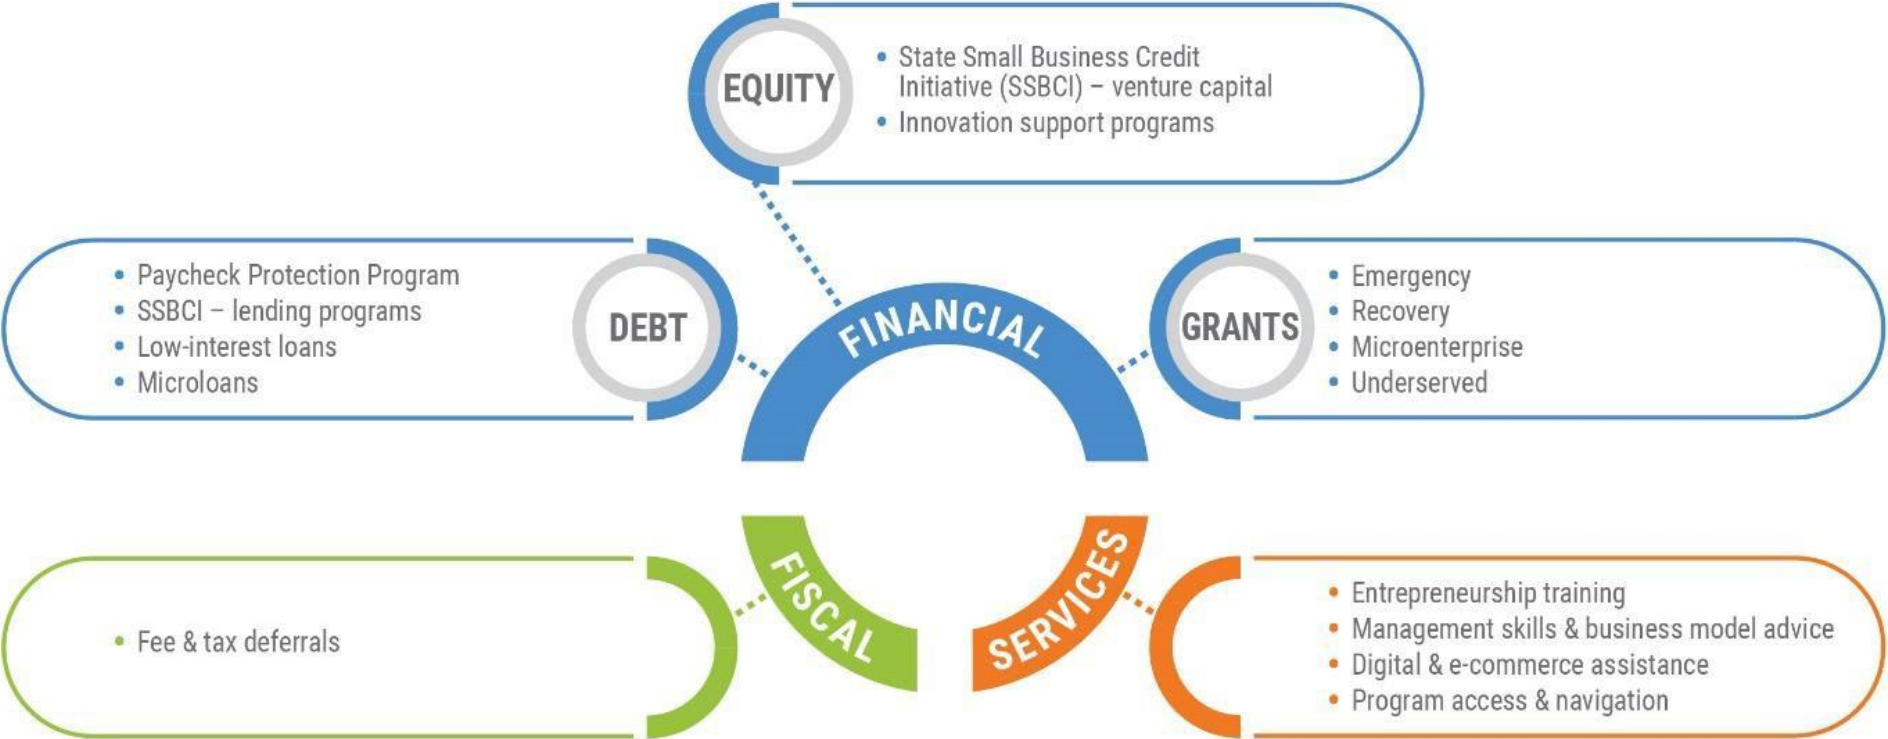 EQUITY
• State Small Business Credit
Initiative (SSBCI) – venture capital
• Innovation support programs
DEBT
• Paycheck Protection Program
• SSBCI – lending programs
• Low-interest loans
• Microloans
FINANCIAL
GRANTS
• Emergency
• Recovery
• Microenterprise
• Underserved
FISCAL
• Fee & tax deferrals
SERVICES
• Entrepreneurship training
• Management skills & business model advice
• Digital & e-commerce assistance
• Program access & navigation